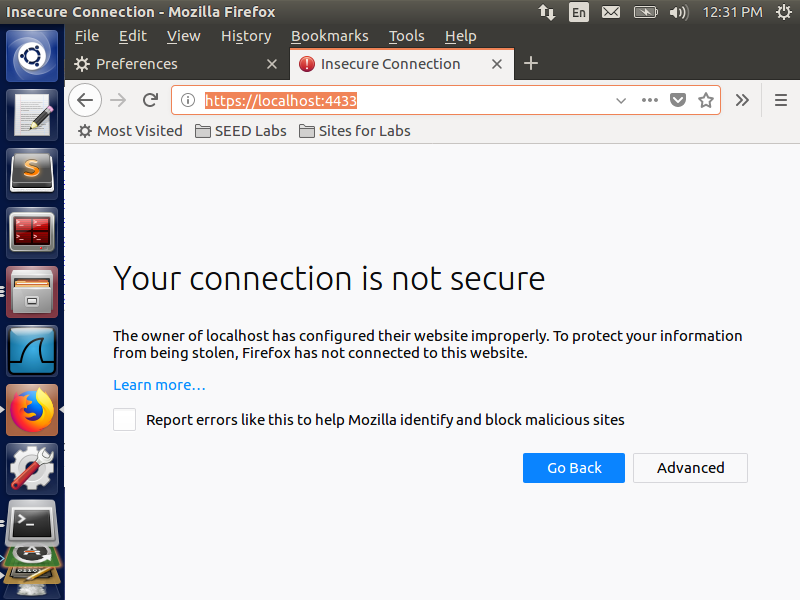 Insecure Connection - Mozilla Firefox
En
12:31 PM
File Edit View History Bookmarks Tools Help
Preferences
Insecure Connection
https://localhost:4433
Most Visited
SEED Labs
Sites for Labs
Your connection is not secure
The owner of localhost has configured their website improperly. To protect your information
from being stolen, Firefox has not connected to this website.
Learn more…
Report errors like this to help Mozilla identify and block malicious sites
Go Back
Advanced